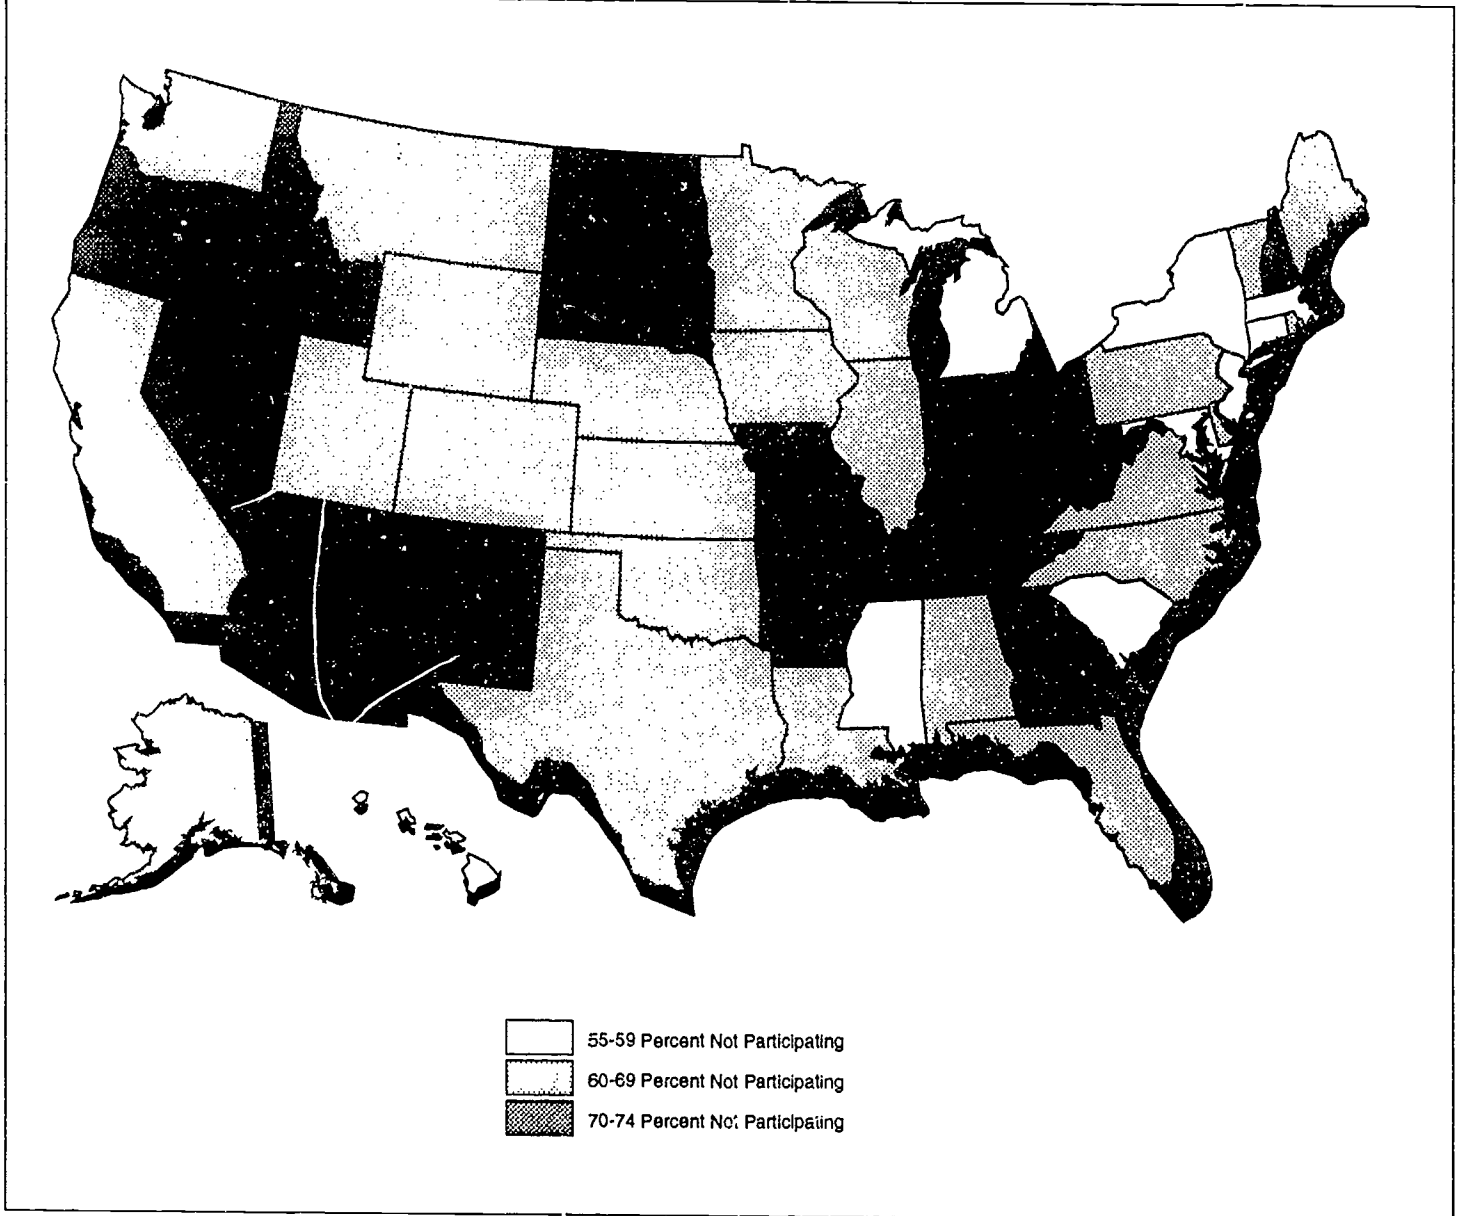 55-59 Percent Not Participating
60-69 Percent Not Participating
70-74 Percent Not Participating